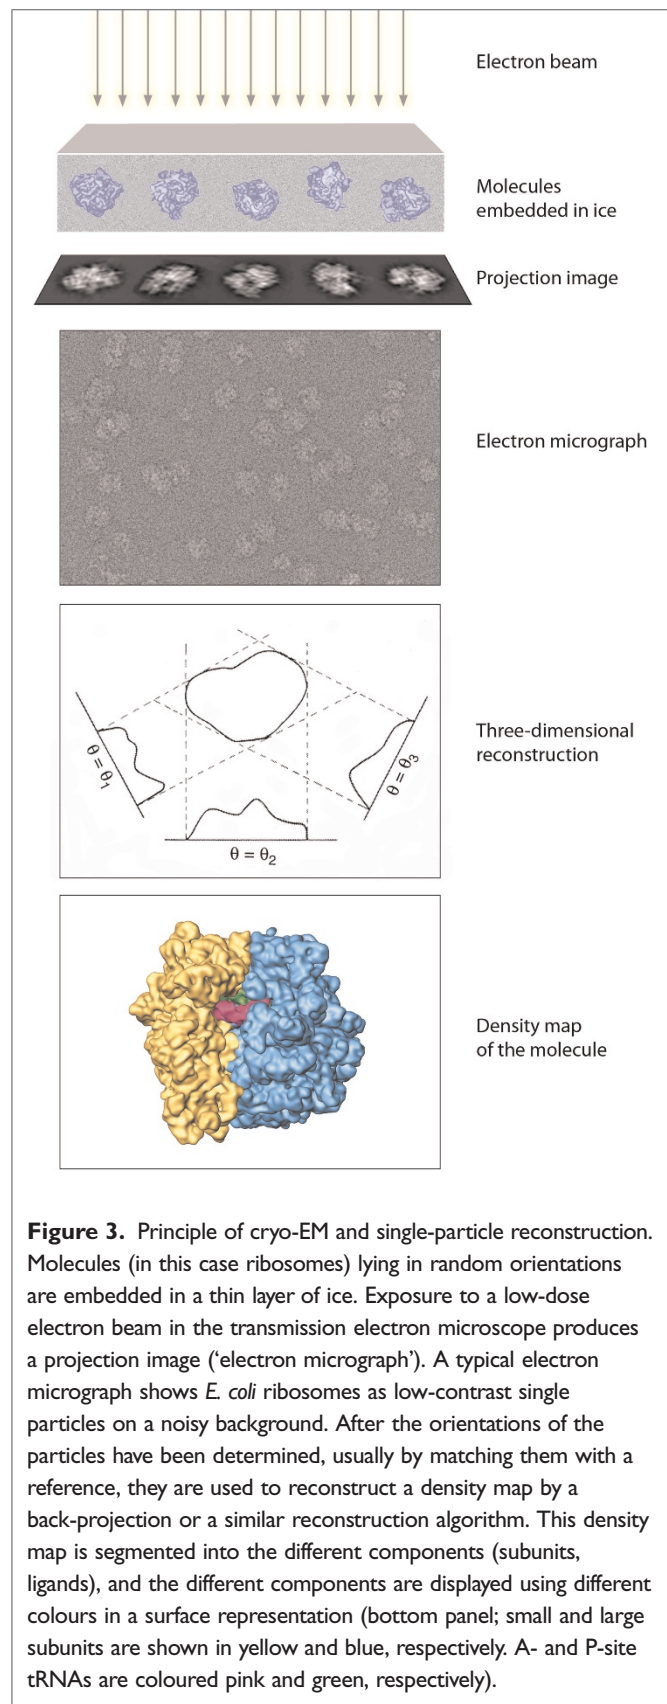 Electron beam
Molecules
embedded in ice
Projection image
Electron micrograph
θ = θ1
θ = θ2
θ = θ3
Three-dimensional
reconstruction
Density map
of the molecule
Figure 3. Principle of cryo-EM and single-particle reconstruction.
Molecules (in this case ribosomes) lying in random orientations
are embedded in a thin layer of ice. Exposure to a low-dose
electron beam in the transmission electron microscope produces
a projection image (‘electron micrograph’). A typical electron
micrograph shows E. coli ribosomes as low-contrast single
particles on a noisy background. After the orientations of the
particles have been determined, usually by matching them with a
reference, they are used to reconstruct a density map by a
back-projection or a similar reconstruction algorithm. This density
map is segmented into the different components (subunits,
ligands), and the different components are displayed using different
colours in a surface representation (bottom panel; small and large
subunits are shown in yellow and blue, respectively. A- and P-site
tRNAs are coloured pink and green, respectively).